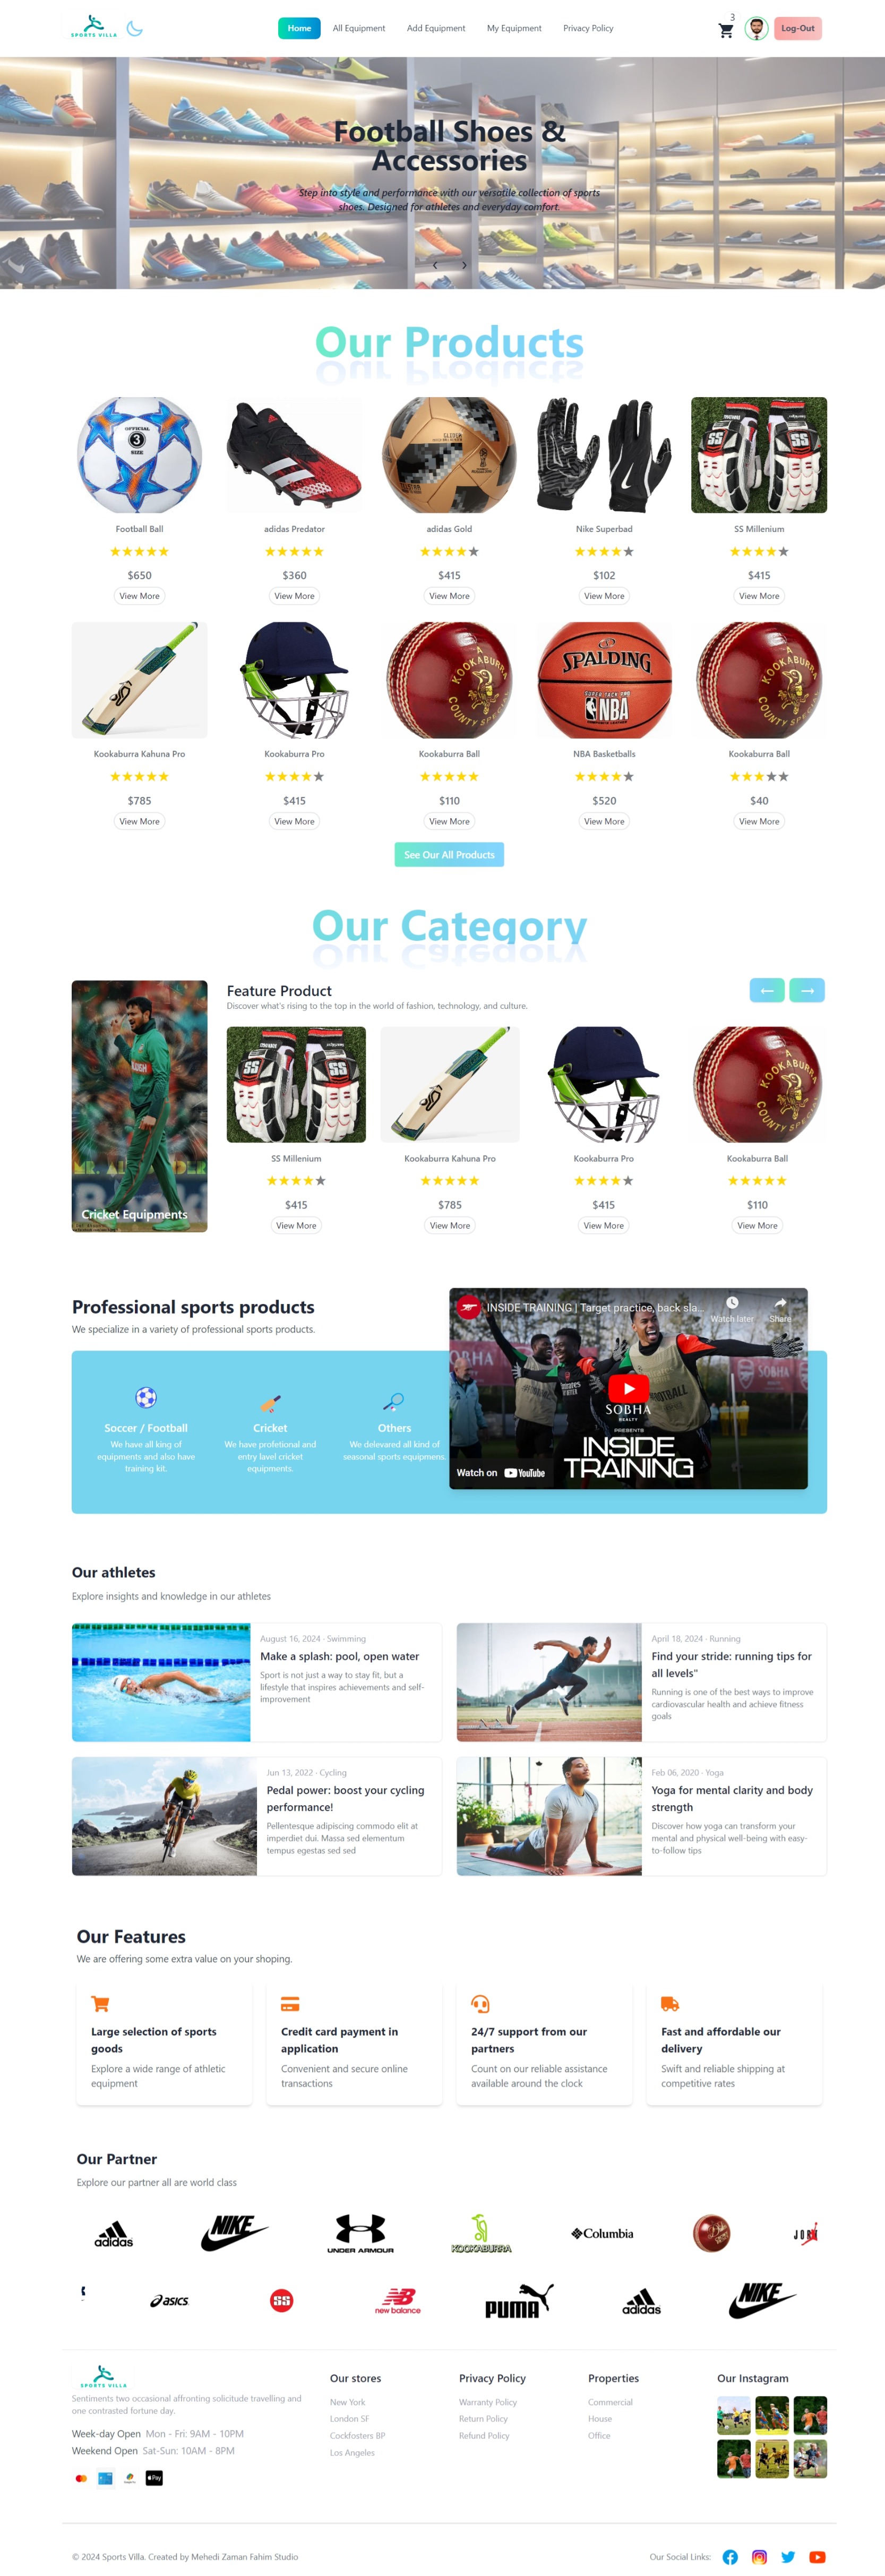 SPORTS VILLA
Home
All Equipment
Add Equipment
My Equipment
Privacy Policy
3
Log-Out
Football Shoes &
Accessories
Step into style and performance with our versatile collection of sports
shoes. Designed for athletes and everyday comfort.
Our Products
OFFICIAL
3
SIZE
SS
SS
Football Ball
adidas Predator
adidas Gold
Nike Superbad
SS Millenium
$650
$360
$415
$102
$415
View More
View More
View More
View More
View More
A
KOOKABURRA
COUNTY
SPALDING
NBA
A
KOOKABURRA
COUNTY
Kookaburra Kahuna Pro
Kookaburra Pro
Kookaburra Ball
NBA Basketballs
Kookaburra Ball
$785
$415
$110
$520
$40
View More
View More
View More
View More
View More
See Our All Products
Our Category
Feature Product
Discover what's rising to the top in the world of fashion, technology, and culture.
Cricket Equipments
SS
SS
A
KOOKABURRA
COUNTY
SS Millenium
Kookaburra Kahuna Pro
Kookaburra Pro
Kookaburra Ball
$415
$785
$415
$110
View More
View More
View More
View More
Professional sports products
We specialize in a variety of professional sports products.
Soccer / Football
We have all king of
equipments and also have
training kit.
Cricket
We have profetional and
entry lavel cricket
equipments.
Others
We delevared all kind of
seasonal sports equipmens.
INSIDE TRAINING | Target practice, back sla...
Watch later
Share
SOBHA
SOBHA
REALTY
PRESENTS
INSIDE
TRAINING
Watch on YouTube
Our athletes
Explore insights and knowledge in our athletes
August 16, 2024 · Swimming
Make a splash: pool, open water
Sport is not just a way to stay fit, but a
lifestyle that inspires achievements and self-
improvement
April 18, 2024 · Running
Find your stride: running tips for
all levels"
Running is one of the best ways to improve
cardiovascular health and achieve fitness
goals
Jun 13, 2022 · Cycling
Pedal power: boost your cycling
performance!
Pellentesque adipiscing commodo elit at
imperdiet dui. Massa sed elementum
tempus egestas sed sed
Feb 06, 2020 · Yoga
Yoga for mental clarity and body
strength
Discover how yoga can transform your
mental and physical well-being with easy-
to-follow tips
Our Features
We are offering some extra value on your shoping.
Large selection of sports
goods
Explore a wide range of athletic
equipment
Credit card payment in
application
Convenient and secure online
transactions
24/7 support from our
partners
Count on our reliable assistance
available around the clock
Fast and affordable our
delivery
Swift and reliable shipping at
competitive rates
Our Partner
Explore our partner all are world class
adidas
NIKE
UNDER ARMOUR
KOOKABURRA
Columbia
asics
SS
new balance
PUMA
adidas
NIKE
SPORTS VILLA
Sentiments two occasional affronting solicitude travelling and
one contrasted fortune day.
Week-day Open Mon - Fri: 9AM - 10PM
Weekend Open Sat-Sun: 10AM - 8PM
Pay
Our stores
New York
London SF
Cockfosters BP
Los Angeles
Privacy Policy
Warranty Policy
Return Policy
Refund Policy
Properties
Commercial
House
Office
Our Instagram
© 2024 Sports Villa. Created by Mehedi Zaman Fahim Studio
Our Social Links: